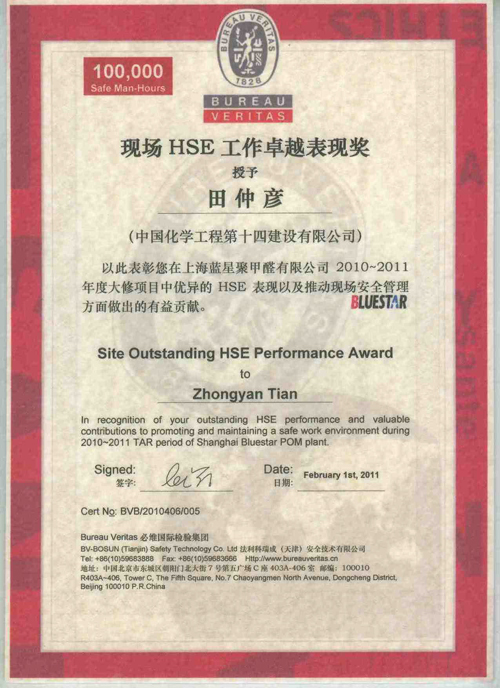 BUREAU VERITAS
1828
100,000
Safe Man-Hours
BUREAU
VERITAS
现场 HSE 工作卓越表现奖
授予
田仲彦
(中国化学工程第十四建设有限公司)
以此表彰您在上海蓝星聚甲醛有限公司 2010~2011
年度大修项目中优异的 HSE 表现以及推动现场安全管理
方面做出的有益贡献。
BLUESTAR
Site Outstanding HSE Performance Award
to
Zhongyan Tian
In recognition of your outstanding HSE performance and valuable
contributions to promoting and maintaining a safe work environment during
2010~2011 TAR period of Shanghai Bluestar POM plant.
Signed:
签字:
Date:
日期:
February 1st, 2011
Cert Ng: BVB/2010406/005
Bureau Veritas 必维国际检验集团
BV-BOSUN (Tianjin) Safety Technology Co. Ltd 法利科瑞成（天津）安全技术有限公司
Tel: +86(10)59683888 Fax: +86(10)59683666 Http://www.bureauveritas.cn
地址: 中国北京市东城区朝阳门北大街 7 号第五广场 C 座 403A-406 室 邮编: 100010
R403A~406, Tower C, The Fifth Square, No.7 Chaoyangmen North Avenue, Dongcheng District,
Beijing 100010 P.R.China
ETHICS